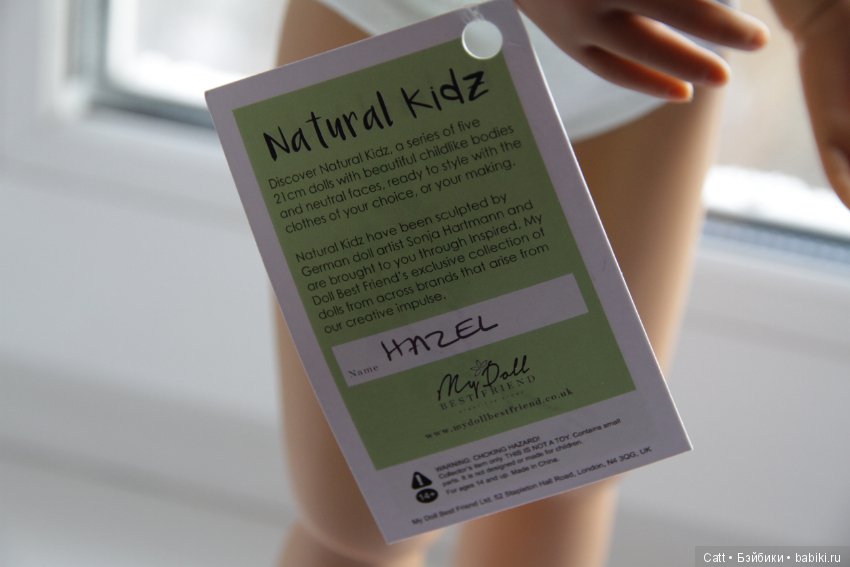 Natural Kidz
Discover Natural Kidz, a series of five
21cm dolls with beautiful childlike bodies
and neutral faces, ready to style with the
clothes of your choice, or your making.
Natural Kidz have been sculpted by
German doll artist Sonja Hartmann and
are brought to you through Inspired. My
Doll Best Friend's exclusive collection of
dolls from across brands that arise from
our creative impulse.
Name HAZEL
My Doll
BEST FRIEND
www.mydollbestfriend.co.uk
WARNING: CHOKING HAZARD!
Collector's item only. THIS IS NOT A TOY. Contains small
parts. It is not designed or made for children.
14+ For ages 14 and up. Made in China.
My Doll Best Friend Ltd. 52 Stapleton Hall Road, London, N4 3QG, UK
Catt • Бэйбики • babiki.ru